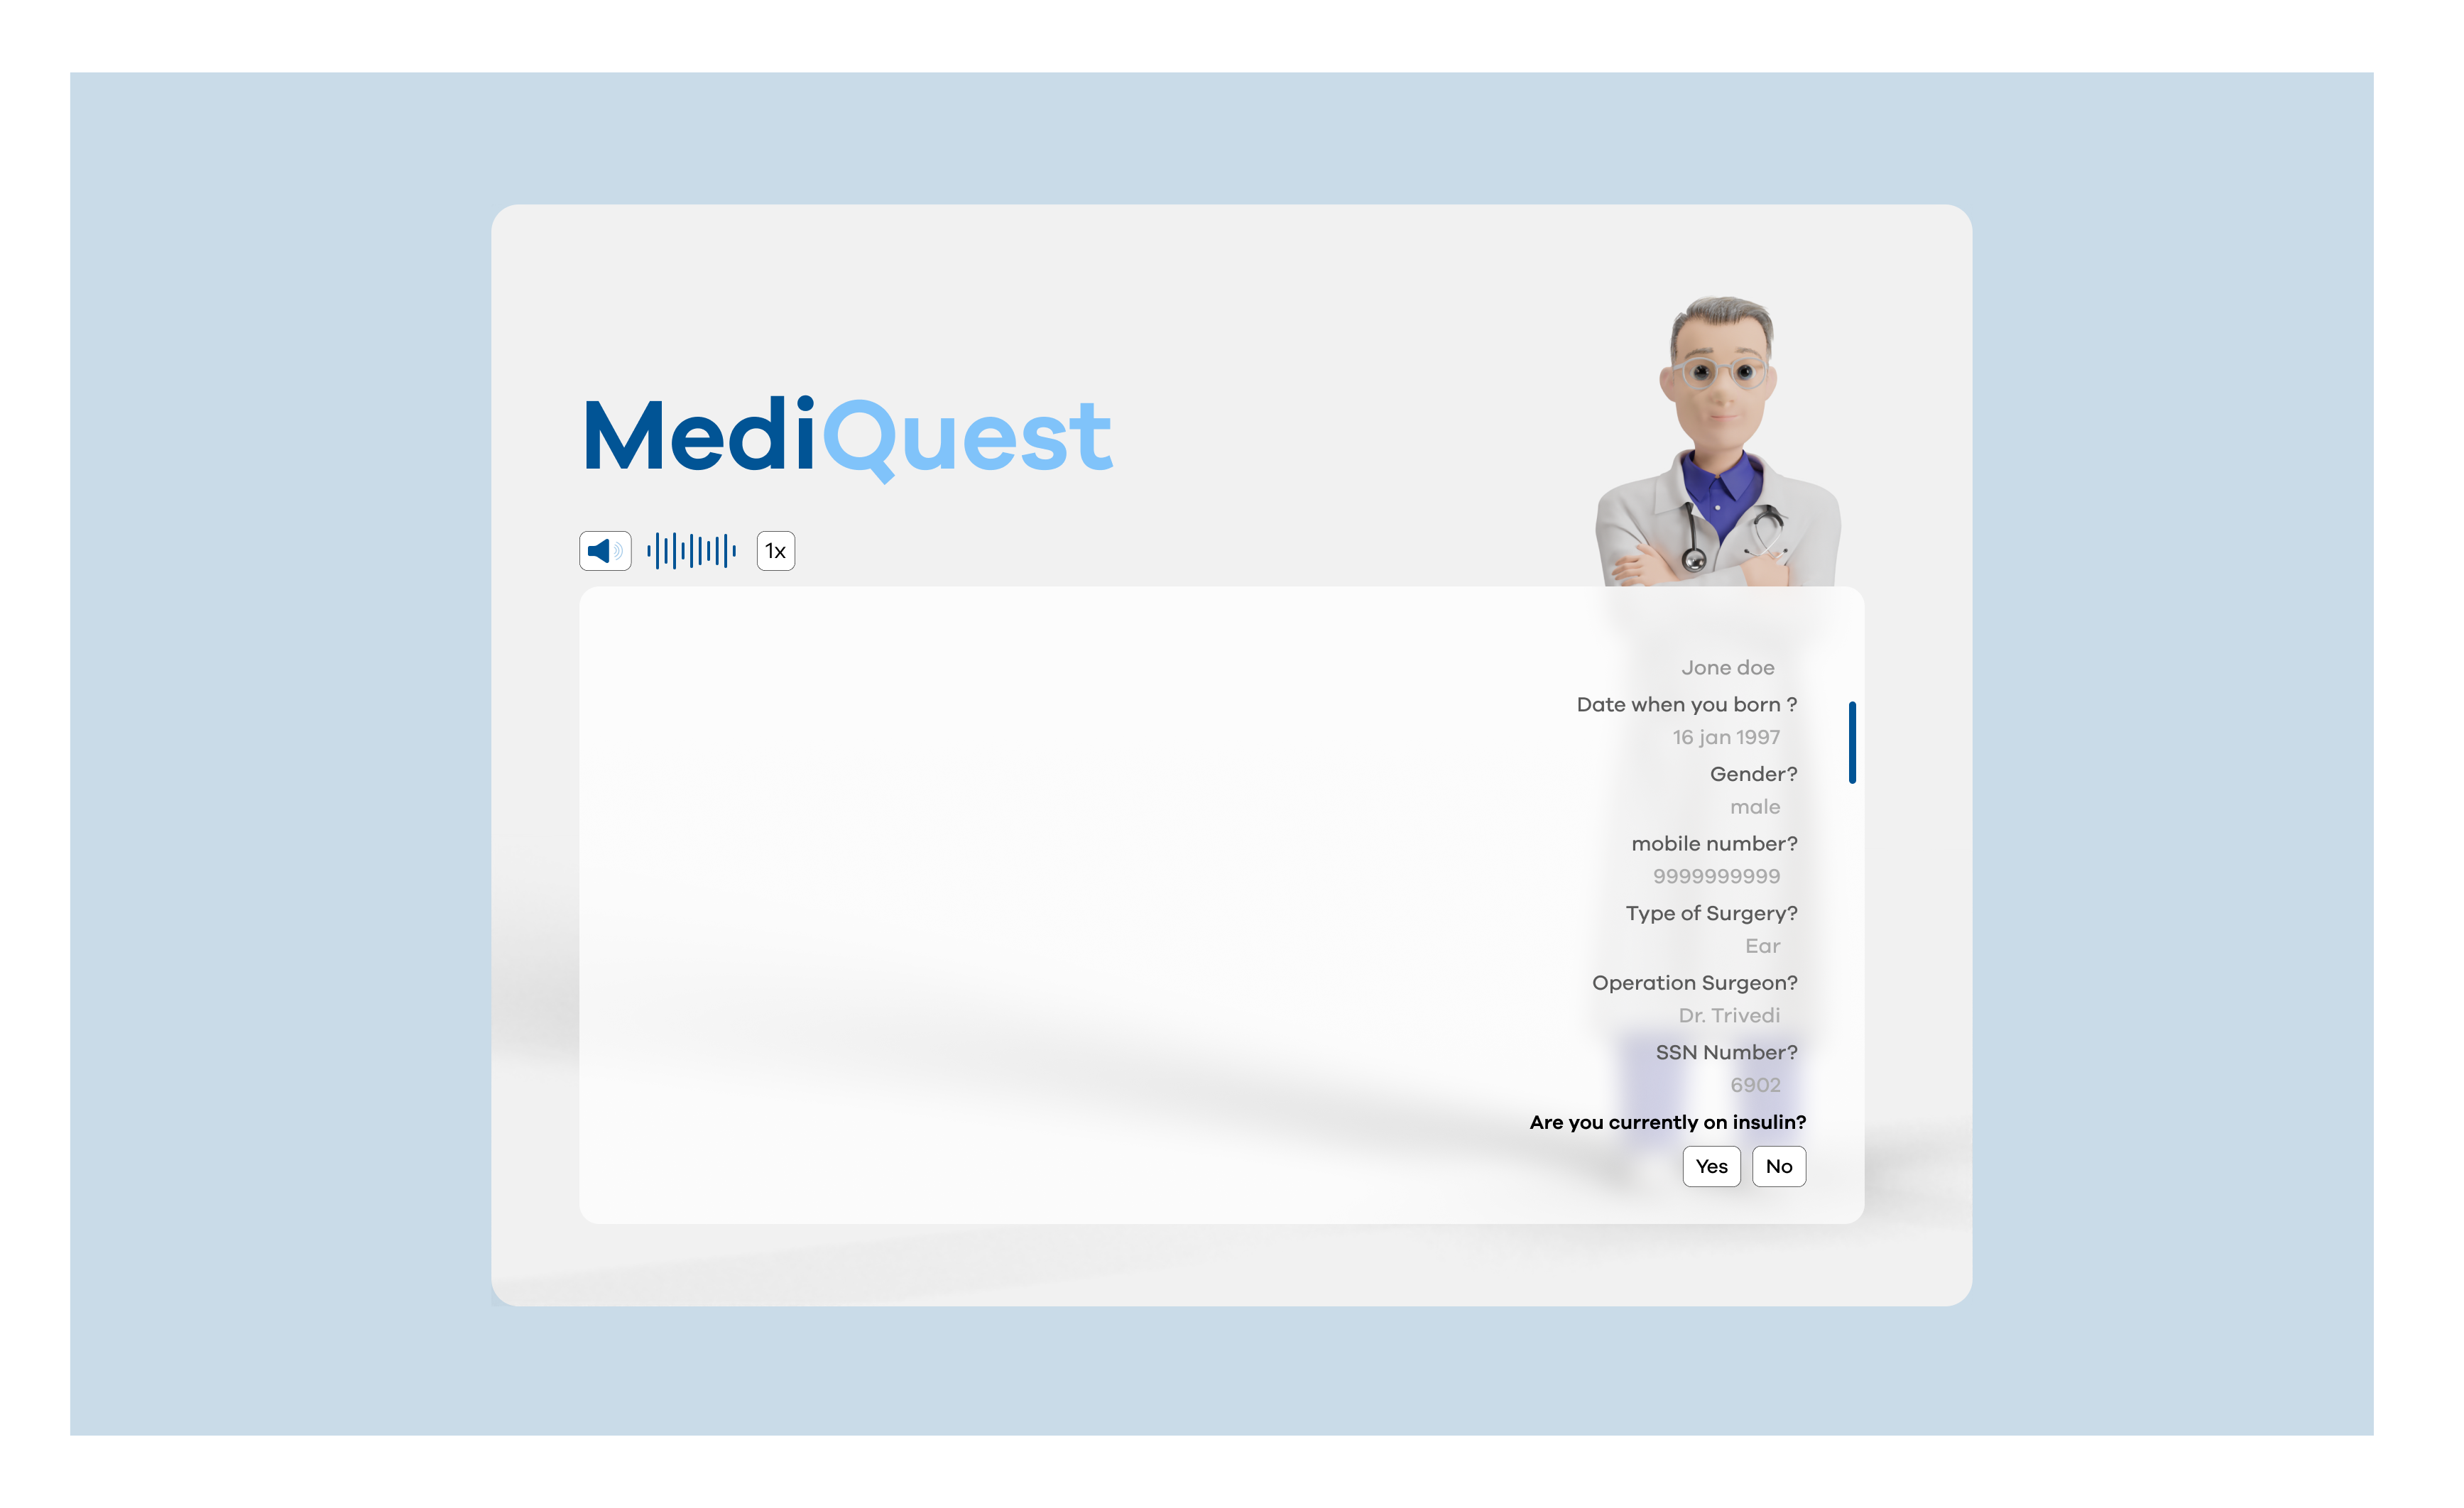 MediQuest
1x
Jone doe
Date when you born ?
16 jan 1997
Gender?
male
mobile number?
9999999999
Type of Surgery?
Ear
Operation Surgeon?
Dr. Trivedi
SSN Number?
6902
Are you currently on insulin?
Yes No